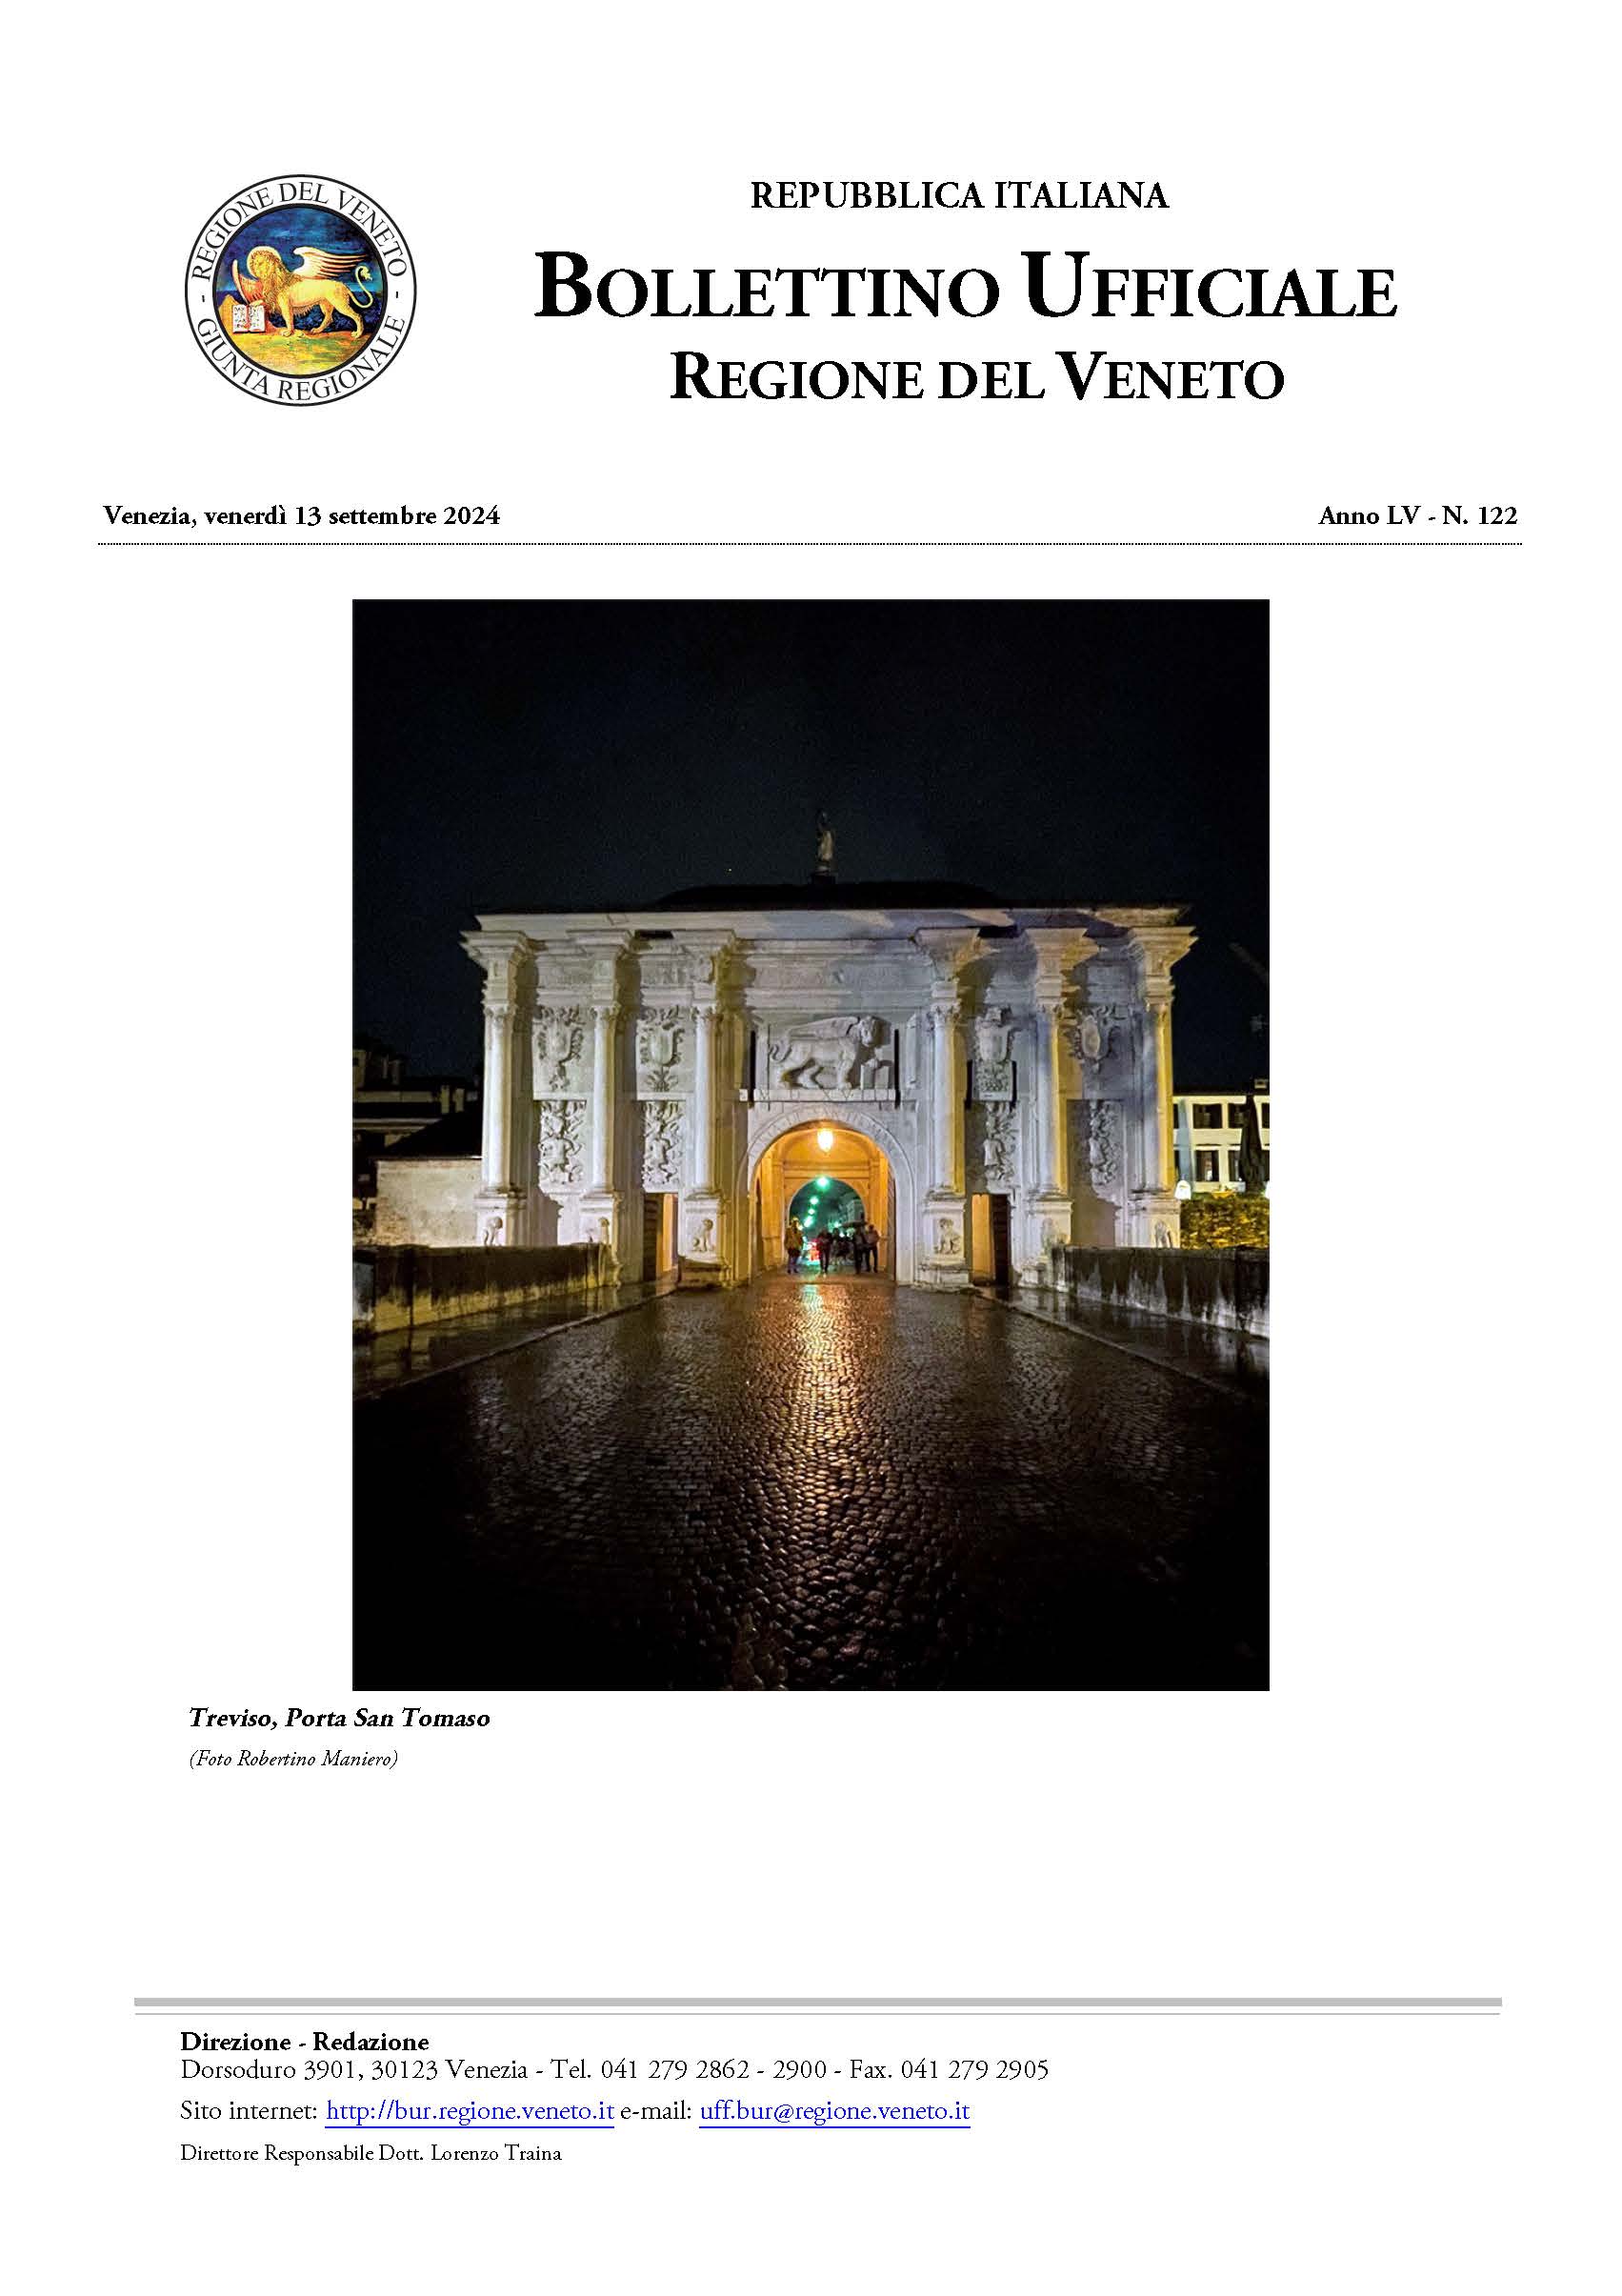 REGIONE DEL VENETO
GIUNTA REGIONALE
REPUBBLICA ITALIANA
BOLLETTINO UFFICIALE
REGIONE DEL VENETO
Venezia, venerdì 13 settembre 2024
Anno LV - N. 122
Treviso, Porta San Tomaso
(Foto Robertino Maniero)
Direzione - Redazione
Dorsoduro 3901, 30123 Venezia - Tel. 041 279 2862 - 2900 - Fax. 041 279 2905
Sito internet: http://bur.regione.veneto.it e-mail: uff.bur@regione.veneto.it
Direttore Responsabile Dott. Lorenzo Traina